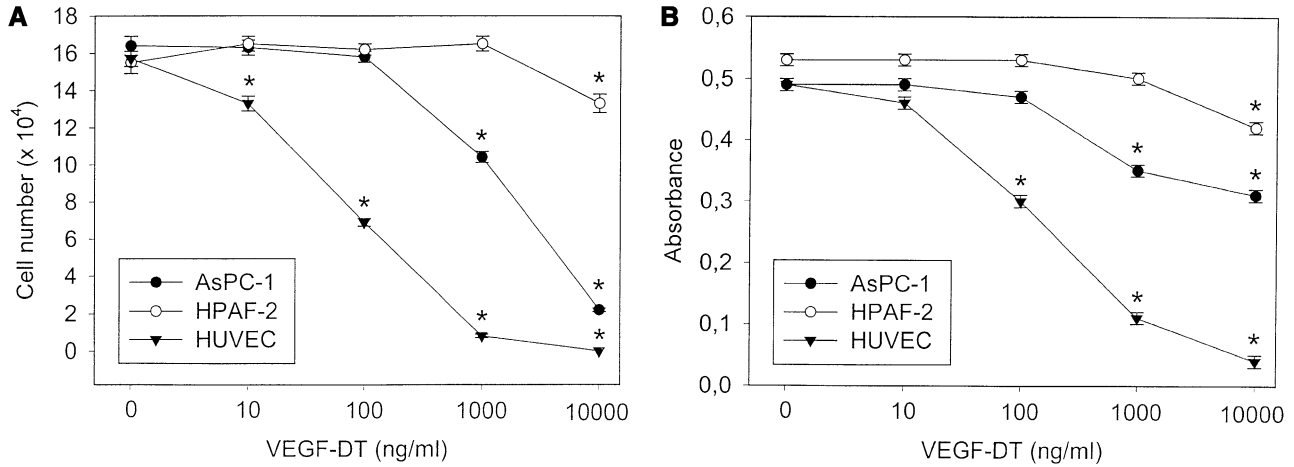 A
Cell number (x 10⁴)
18
16
14
12
10
8
6
4
2
0
*
*
*
*
*
*
*
AsPC-1
HPAF-2
HUVEC
0 10 100 1000 10000
VEGF-DT (ng/ml)
B
Absorbance
0,6
0,5
0,4
0,3
0,2
0,1
0,0
*
*
*
*
*
*
AsPC-1
HPAF-2
HUVEC
0 10 100 1000 10000
VEGF-DT (ng/ml)